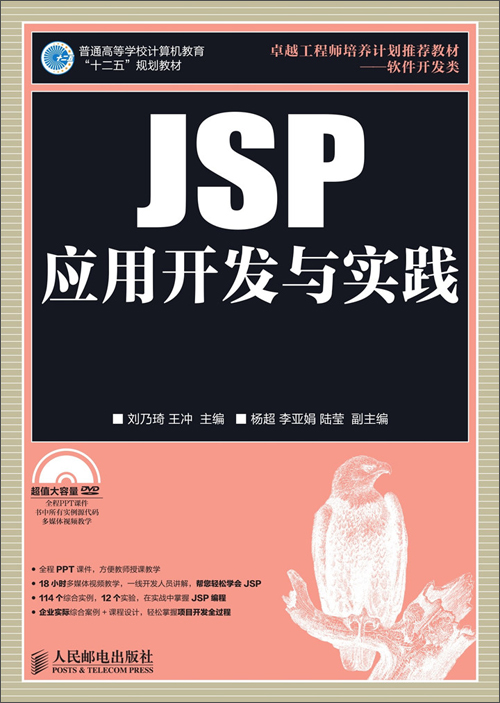 普通高等学校计算机教育
“十二五”规划教材
卓越工程师培养计划推荐教材
——软件开发类
JSP
应用开发与实践
■ 刘乃琦 王冲 主编 ■ 杨超 李亚娟 陆莹 副主编
超值大容量 DVD
全程PPT课件
书中所有实例源代码
多媒体视频教学
• 全程 PPT 课件，方便教师授课教学
• 18小时多媒体视频教学，一线开发人员讲解，帮您轻松学会 JSP
• 114个综合实例，12个实验，在实战中掌握 JSP 编程
• 企业实际综合案例 + 课程设计，轻松掌握项目开发全过程
人民邮电出版社
POSTS & TELECOM PRESS